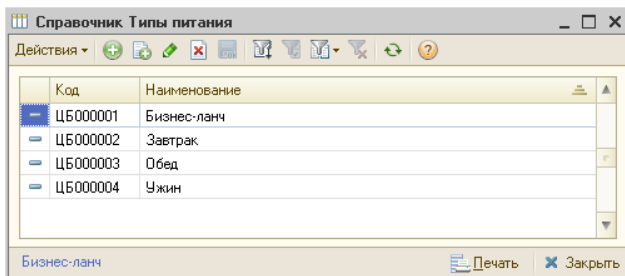 Справочник Типы питания
Действия
Код Наименование
ЦБ000001 Бизнес-ланч
ЦБ000002 Завтрак
ЦБ000003 Обед
ЦБ000004 Ужин
Бизнес-ланч Печать Закрыть